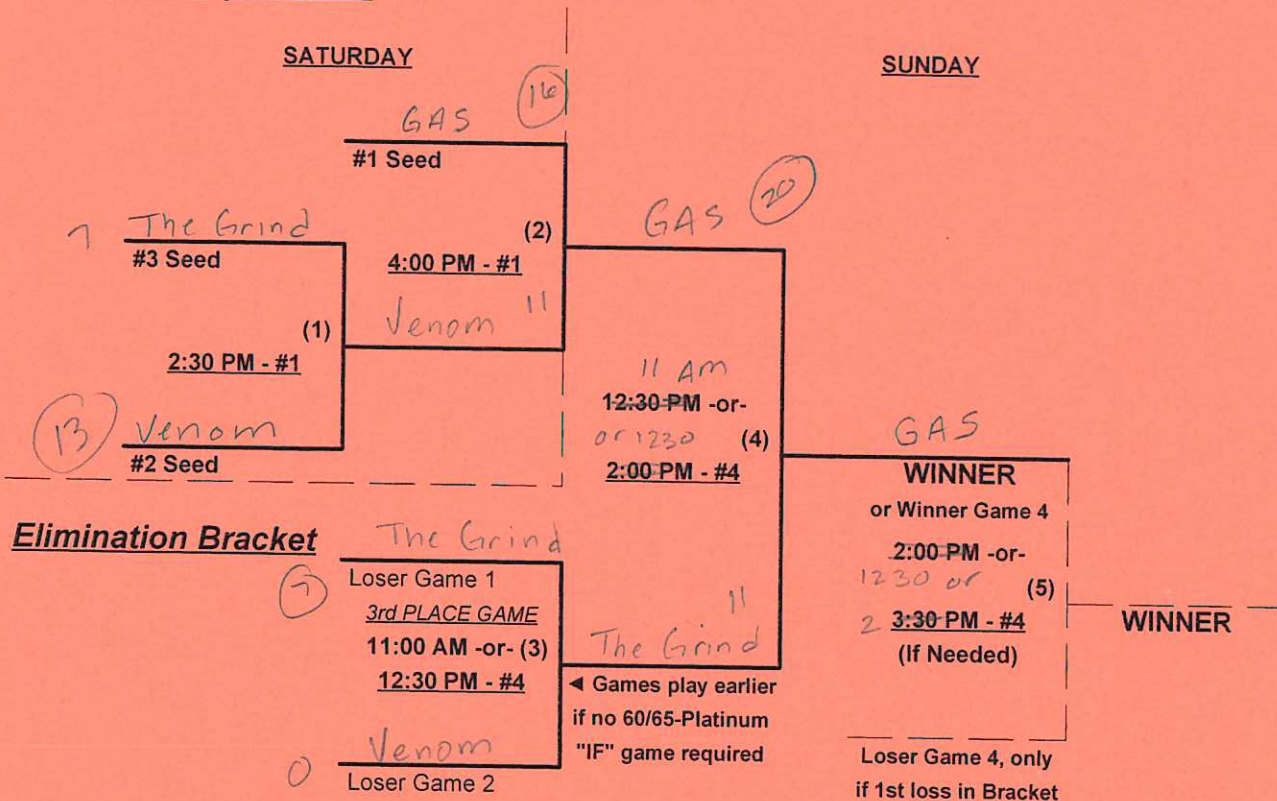 SATURDAY
SUNDAY
GAS 16
#1 Seed
The Grind
#3 Seed
(2)
4:00 PM - #1
GAS 20
Venom 11
(1)
2:30 PM - #1
13 Venom
#2 Seed
11 Am
12:30 PM -or-
or 1230 (4)
2:00 PM - #4
GAS
WINNER
or Winner Game 4
2:00 PM -or-
1230 or (5)
2 3:30 PM - #4
(If Needed)
WINNER
Elimination Bracket
The Grind
Loser Game 1
3rd PLACE GAME
11:00 AM -or- (3)
12:30 PM - #4
0 Venom
Loser Game 2
11
The Grind
◄ Games play earlier
if no 60/65-Platinum
"IF" game required
Loser Game 4, only
if 1st loss in Bracket